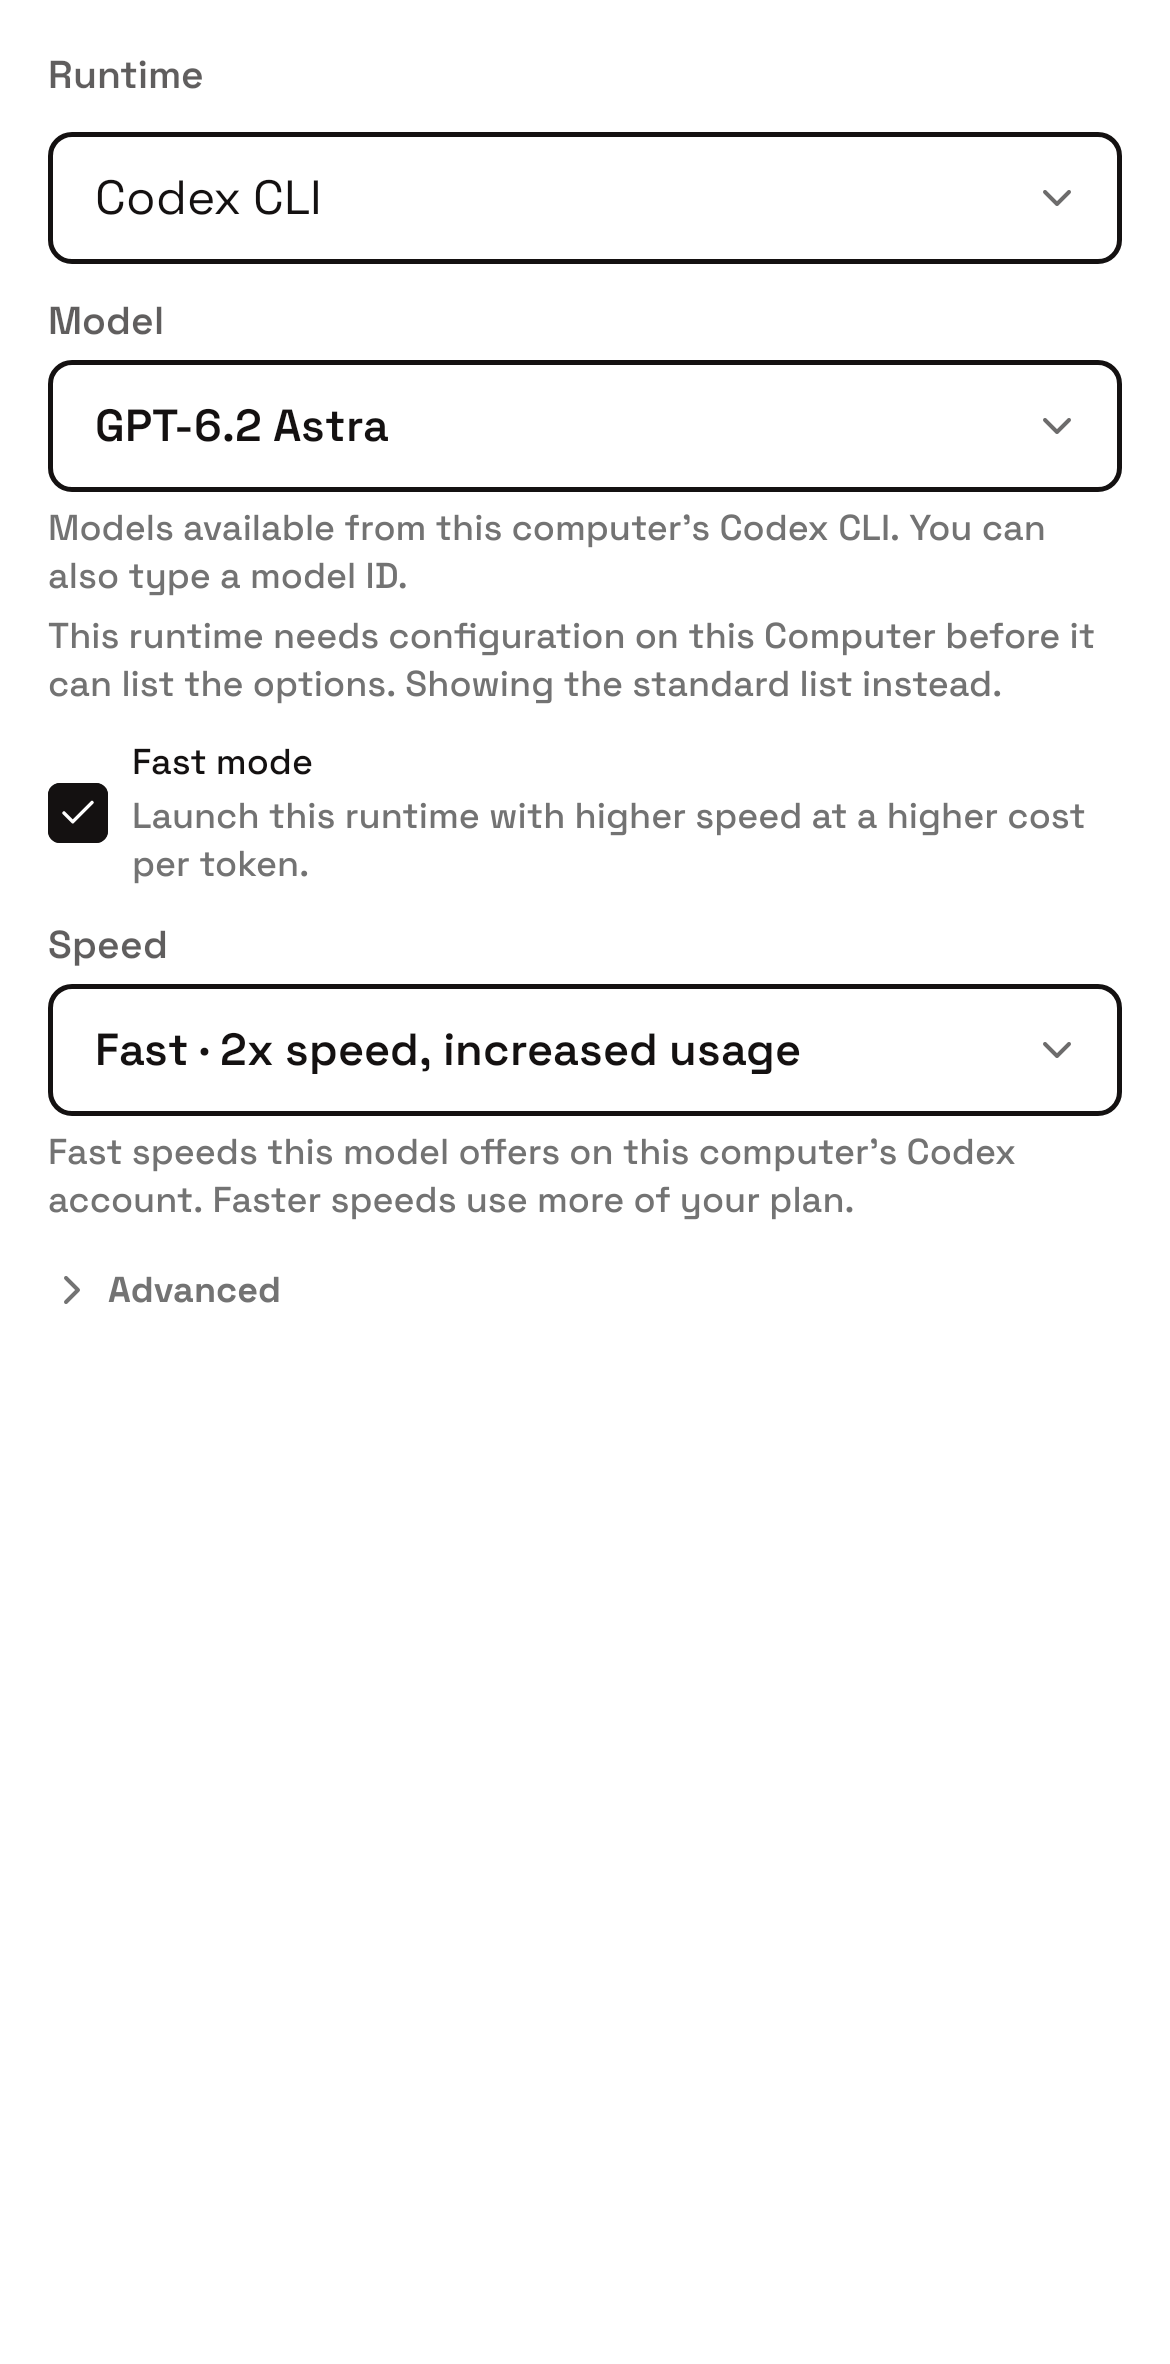 Runtime
Codex CLI
Model
GPT-6.2 Astra
Models available from this computer’s Codex CLI. You can
also type a model ID.
This runtime needs configuration on this Computer before it
can list the options. Showing the standard list instead.
Fast mode
Launch this runtime with higher speed at a higher cost
per token.
Speed
Fast · 2x speed, increased usage
Fast speeds this model offers on this computer’s Codex
account. Faster speeds use more of your plan.
Advanced